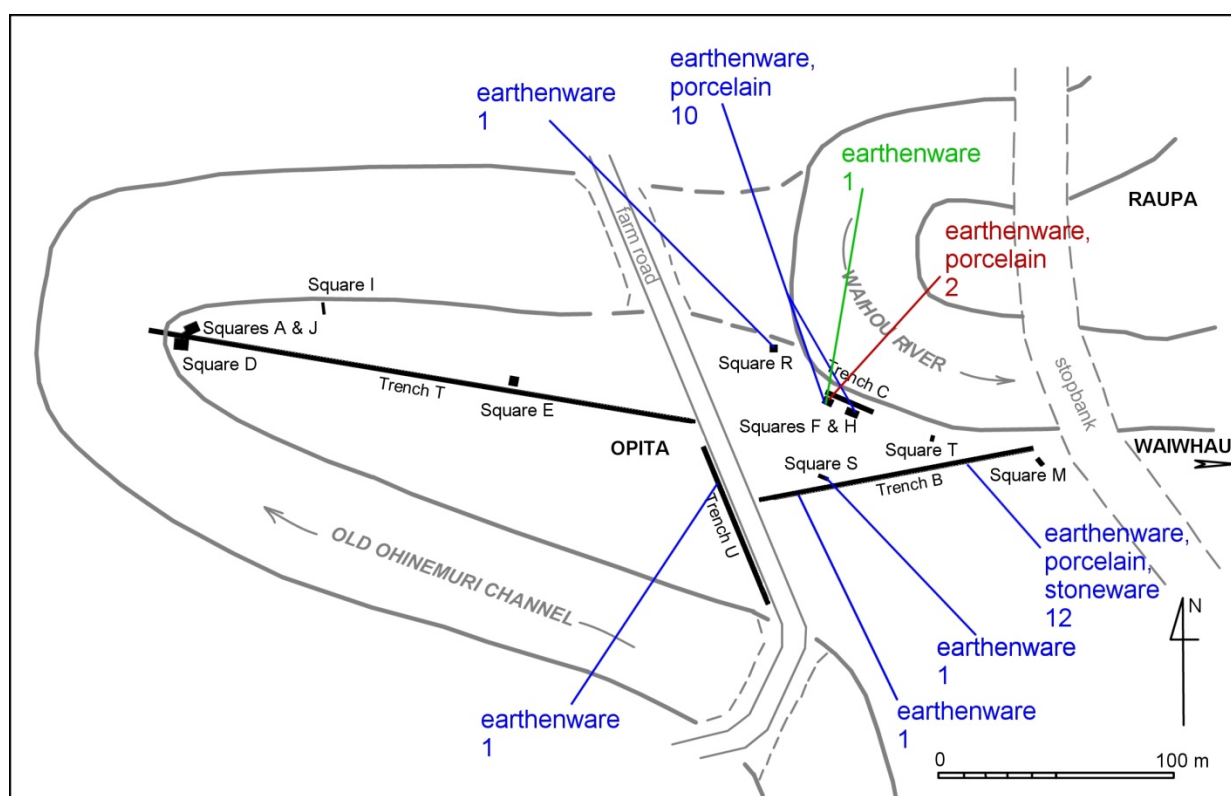 earthenware,
porcelain
10
earthenware
1
earthenware
1
RAUPA
earthenware,
porcelain
2
farm road
WAIHOU RIVER
Square I
Squares A & J
Square D
Trench T
Square E
Square R
Trench C
Squares F & H
stopbank
OPITA
Square S
Square T
WAIWHAU
Trench B
Square M
Trench U
OLD OHINEMURI CHANNEL
earthenware,
porcelain,
stoneware
12
earthenware
1
earthenware
1
earthenware
1
N
0
100 m